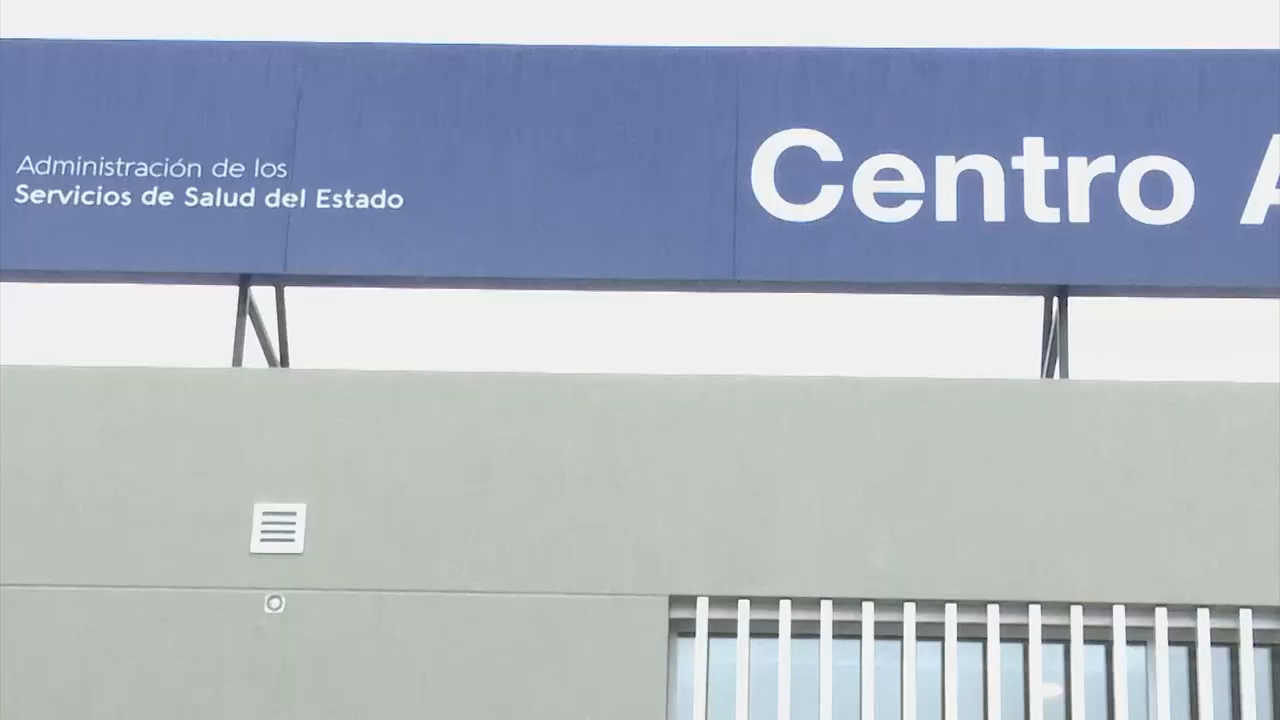 Administración de los
Servicios de Salud del Estado
Centro